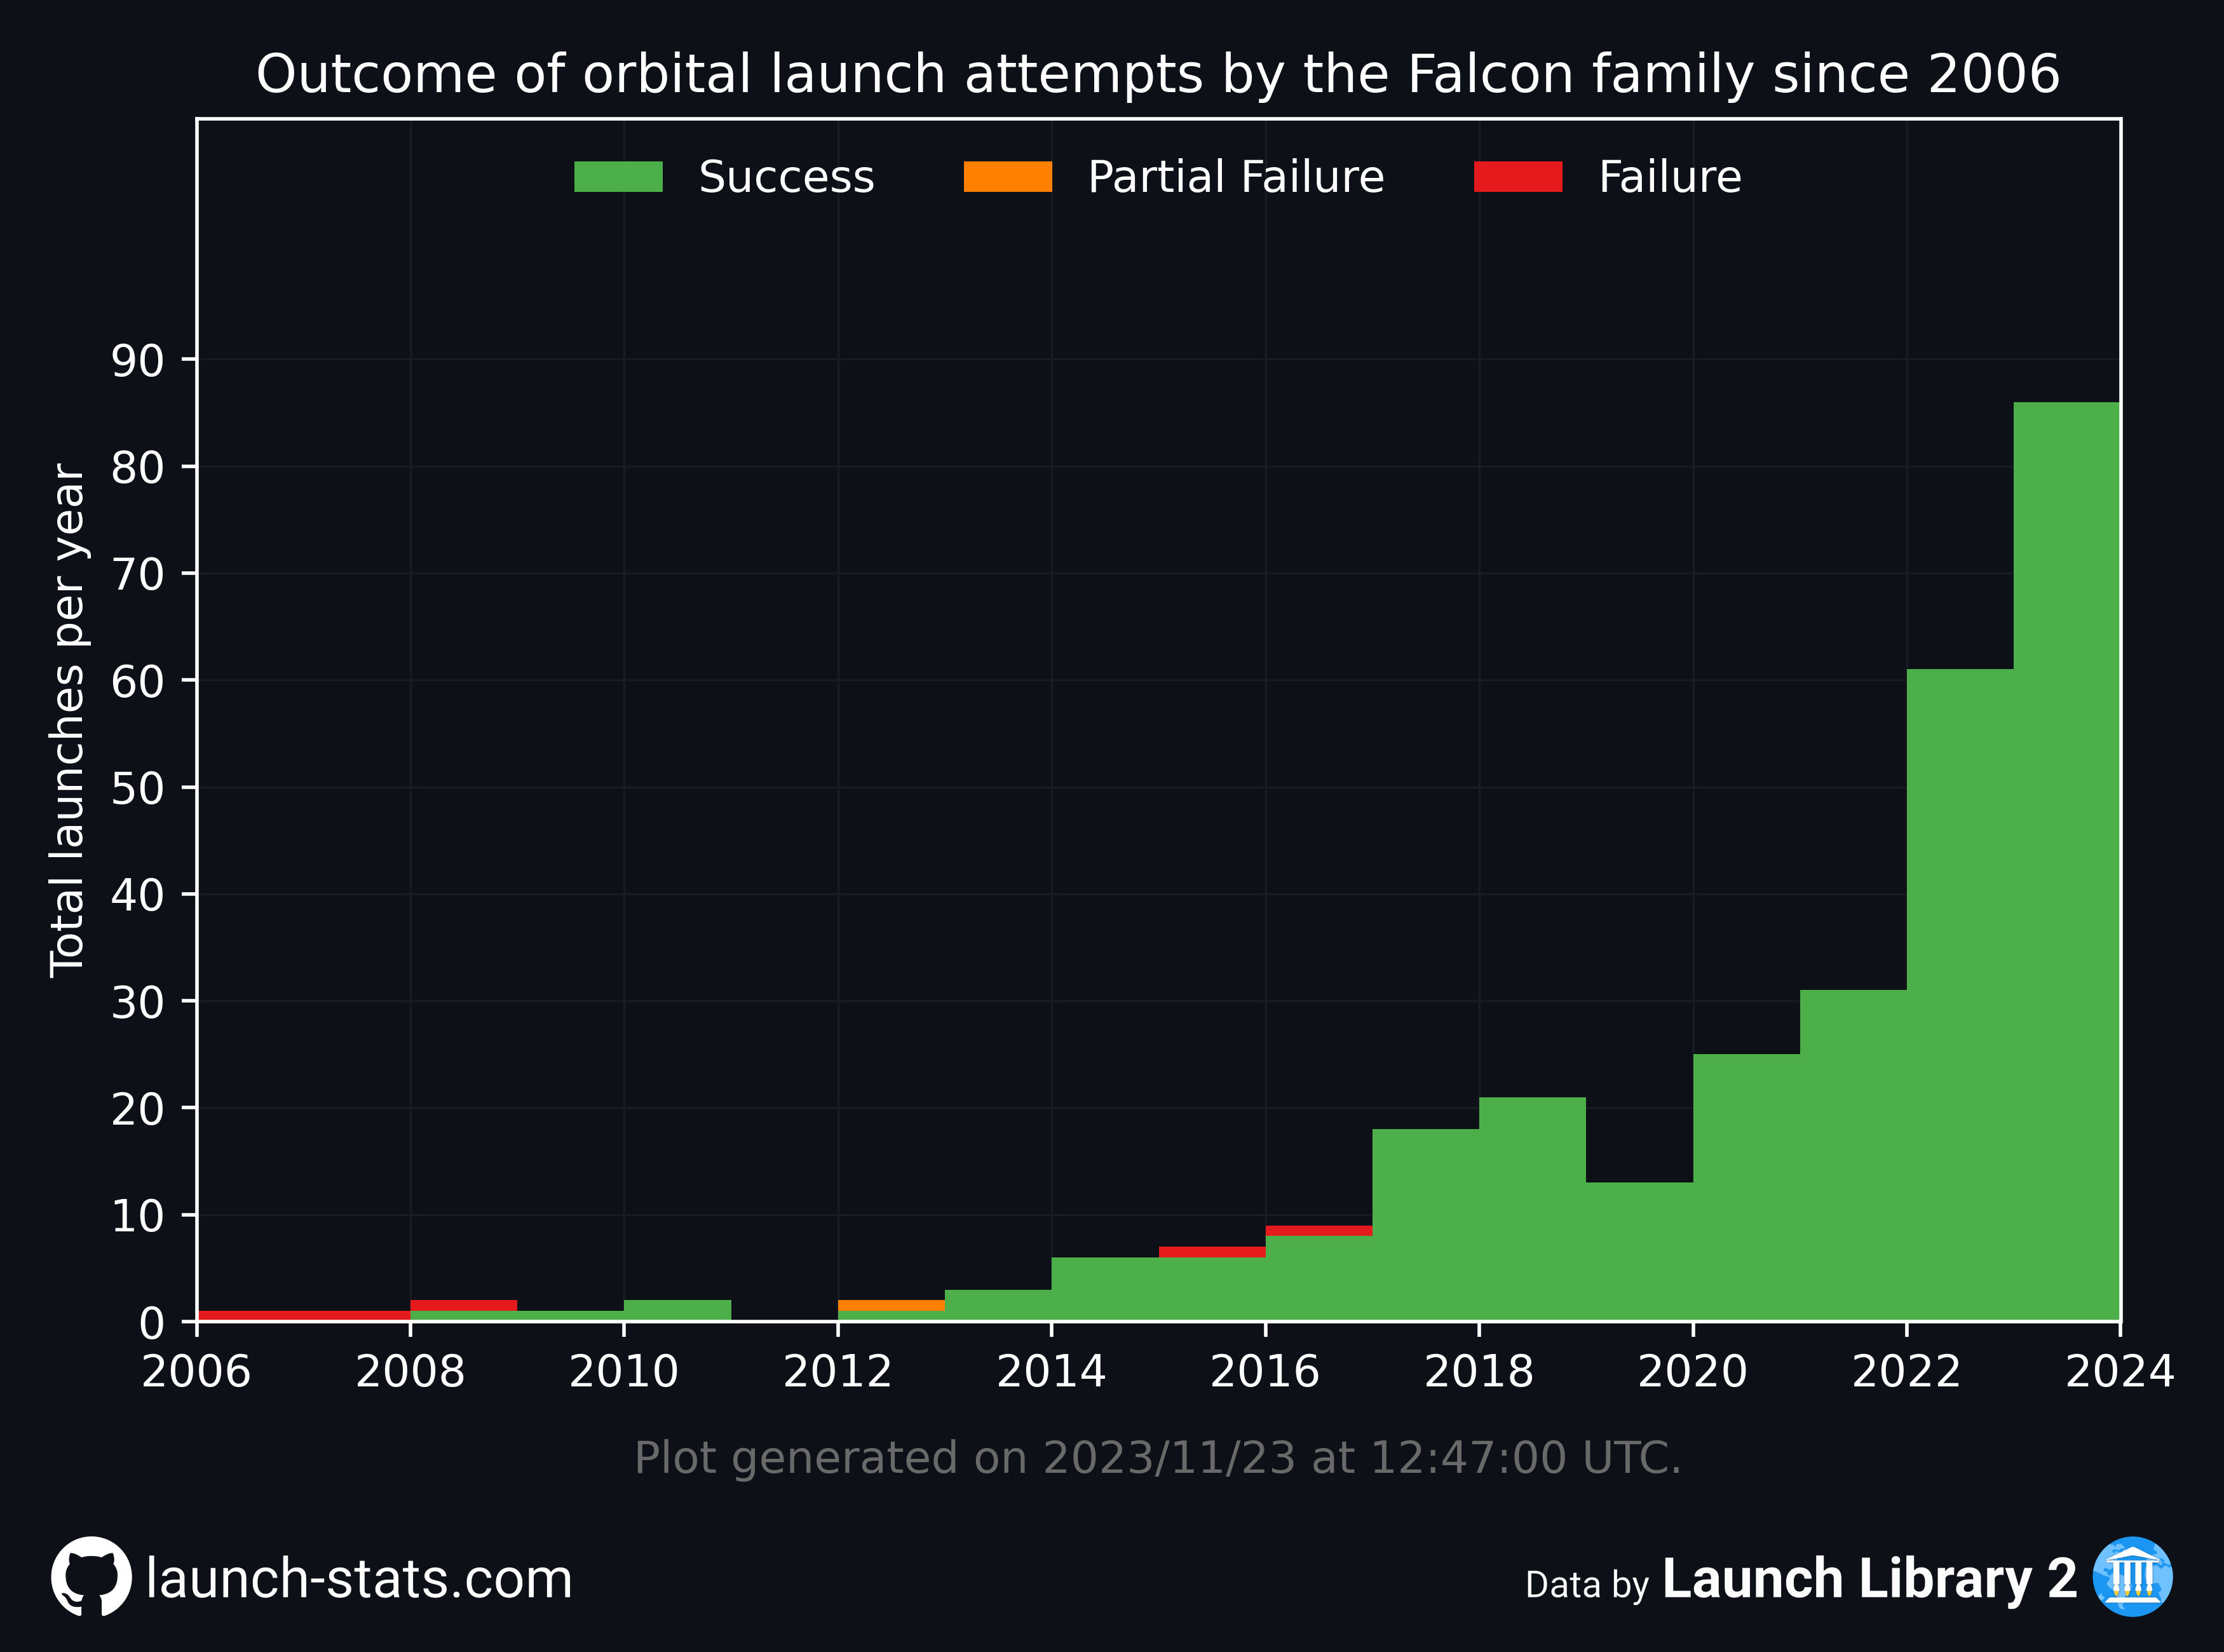 Outcome of orbital launch attempts by the Falcon family since 2006
Success Partial Failure Failure
90
80
70
60
50
40
30
20
10
0
Total launches per year
2006 2008 2010 2012 2014 2016 2018 2020 2022 2024
Plot generated on 2023/11/23 at 12:47:00 UTC.
launch-stats.com
Data by Launch Library 2